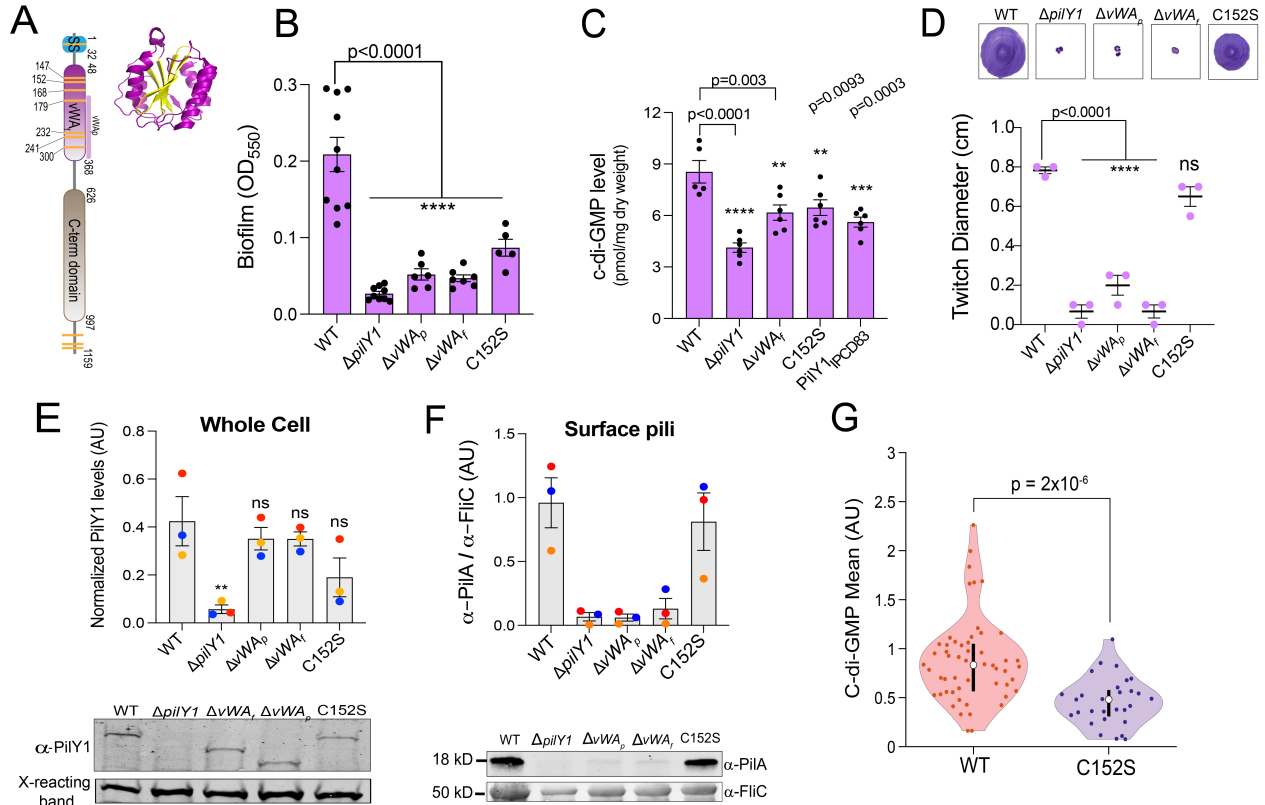 A
SS
1
32
48
147
152
168
179
vWA
f
vWAp
232
241
300
368
626
C-term domain
997
1159
B
p<0.0001
Biofilm (OD550)
0.3
0.2
0.1
0.0
****
WT
ΔpilY1
ΔvWAp
ΔvWAf
C152S
C
p=0.003
p<0.0001
p=0.0093
p=0.0003
c-di-GMP level
(pmol/mg dry weight)
12
9
6
3
0
****
**
**
***
WT
ΔpilY1
ΔvWAf
C152S
PilY1IPCD83
D
WT
ΔpilY1
ΔvWAp
ΔvWAf
C152S
p<0.0001
Twitch Diameter (cm)
1.0
0.8
0.6
0.4
0.2
0.0
****
ns
WT
ΔpilY1
ΔvWAp
ΔvWAf
C152S
E
Whole Cell
Normalized PilY1 levels (AU)
0.8
0.6
0.4
0.2
0.0
**
ns
ns
ns
WT
ΔpilY1
ΔvWAp
ΔvWAf
C152S
WT
ΔpilY1
ΔvWAf
ΔvWAp
C152S
α-PilY1
X-reacting
band
F
Surface pili
α−PilA / α−FliC (AU)
1.5
1.0
0.5
0.0
WT
ΔpilY1
ΔvWAp
ΔvWAf
C152S
WT
ΔpilY1
ΔvWAp
ΔvWAf
C152S
18 kD
α-PilA
50 kD
α-FliC
G
C-di-GMP Mean (AU)
3
2.5
2
1.5
1
0.5
0
p = 2x10-6
WT
C152S